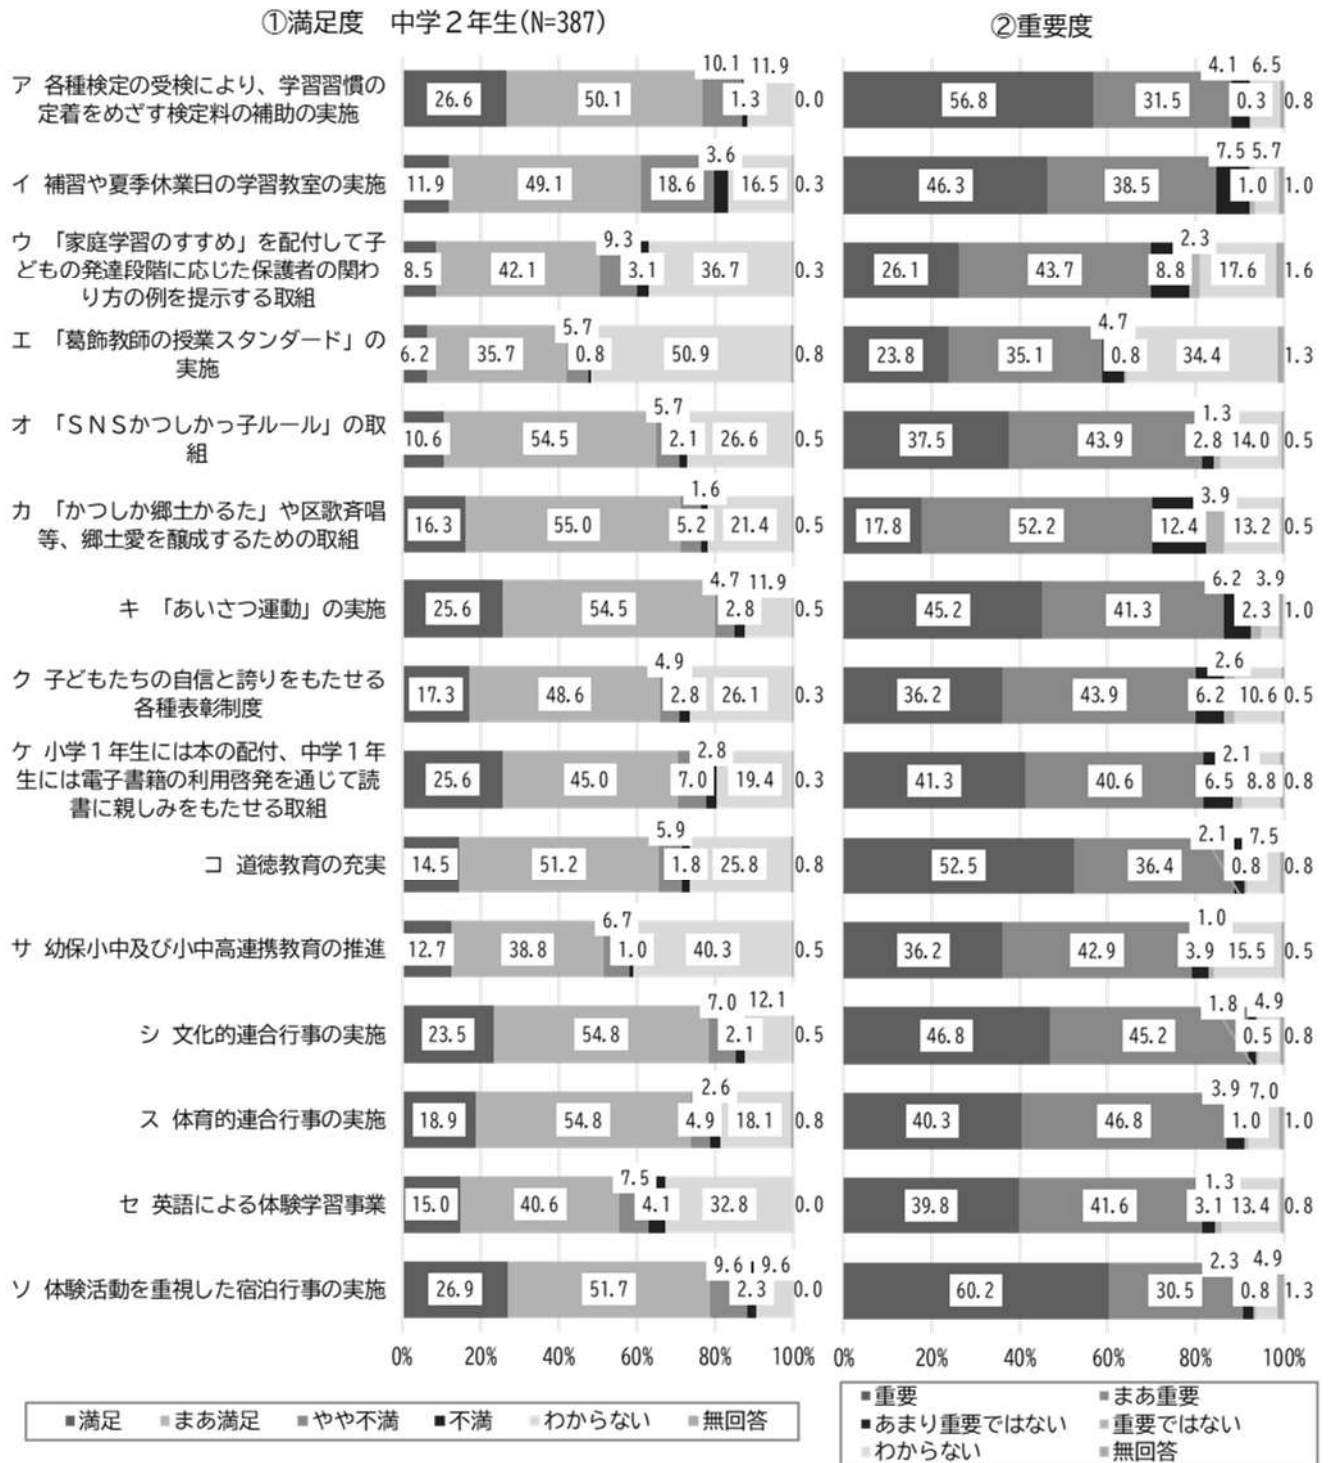 ①満足度 中学2年生(N=387)
②重要度
ア 各種検定の受検により、学習習慣の
定着をめざす検定料の補助の実施
26.6 50.1 10.1 1.3 11.9 0.0
56.8 31.5 4.1 0.3 6.5 0.8
イ 補習や夏季休業日の学習教室の実施
11.9 49.1 18.6 3.6 16.5 0.3
46.3 38.5 7.5 1.0 5.7 1.0
ウ 「家庭学習のすすめ」を配付して子
どもの発達段階に応じた保護者の関わ
り方の例を提示する取組
8.5 42.1 9.3 3.1 36.7 0.3
26.1 43.7 8.8 2.3 17.6 1.6
エ 「葛飾教師の授業スタンダード」の
実施
6.2 35.7 5.7 0.8 50.9 0.8
23.8 35.1 4.7 0.8 34.4 1.3
オ 「SNSかつしかっ子ルール」の取
組
10.6 54.5 5.7 2.1 26.6 0.5
37.5 43.9 2.8 1.3 14.0 0.5
カ 「かつしか郷土かるた」や区歌斉唱
等、郷土愛を醸成するための取組
16.3 55.0 5.2 1.6 21.4 0.5
17.8 52.2 12.4 3.9 13.2 0.5
キ 「あいさつ運動」の実施
25.6 54.5 4.7 2.8 11.9 0.5
45.2 41.3 6.2 2.3 3.9 1.0
ク 子どもたちの自信と誇りをもたせる
各種表彰制度
17.3 48.6 4.9 2.8 26.1 0.3
36.2 43.9 6.2 2.6 10.6 0.5
ケ 小学1年生には本の配付、中学1年
生には電子書籍の利用啓発を通じて読
書に親しみをもたせる取組
25.6 45.0 7.0 2.8 19.4 0.3
41.3 40.6 6.5 2.1 8.8 0.8
コ 道徳教育の充実
14.5 51.2 5.9 1.8 25.8 0.8
52.5 36.4 2.1 0.8 7.5 0.8
サ 幼保小中及び小中高連携教育の推進
12.7 38.8 6.7 1.0 40.3 0.5
36.2 42.9 3.9 1.0 15.5 0.5
シ 文化的連合行事の実施
23.5 54.8 7.0 2.1 12.1 0.5
46.8 45.2 1.8 0.5 4.9 0.8
ス 体育的連合行事の実施
18.9 54.8 4.9 2.6 18.1 0.8
40.3 46.8 3.9 1.0 7.0 1.0
セ 英語による体験学習事業
15.0 40.6 7.5 4.1 32.8 0.0
39.8 41.6 3.1 1.3 13.4 0.8
ソ 体験活動を重視した宿泊行事の実施
26.9 51.7 9.6 2.3 9.6 0.0
60.2 30.5 2.3 0.8 4.9 1.3
0% 20% 40% 60% 80% 100%
0% 20% 40% 60% 80% 100%
満足 まあ満足 やや不満 不満 わからない 無回答
重要 まあ重要
あまり重要ではない 重要ではない
わからない 無回答